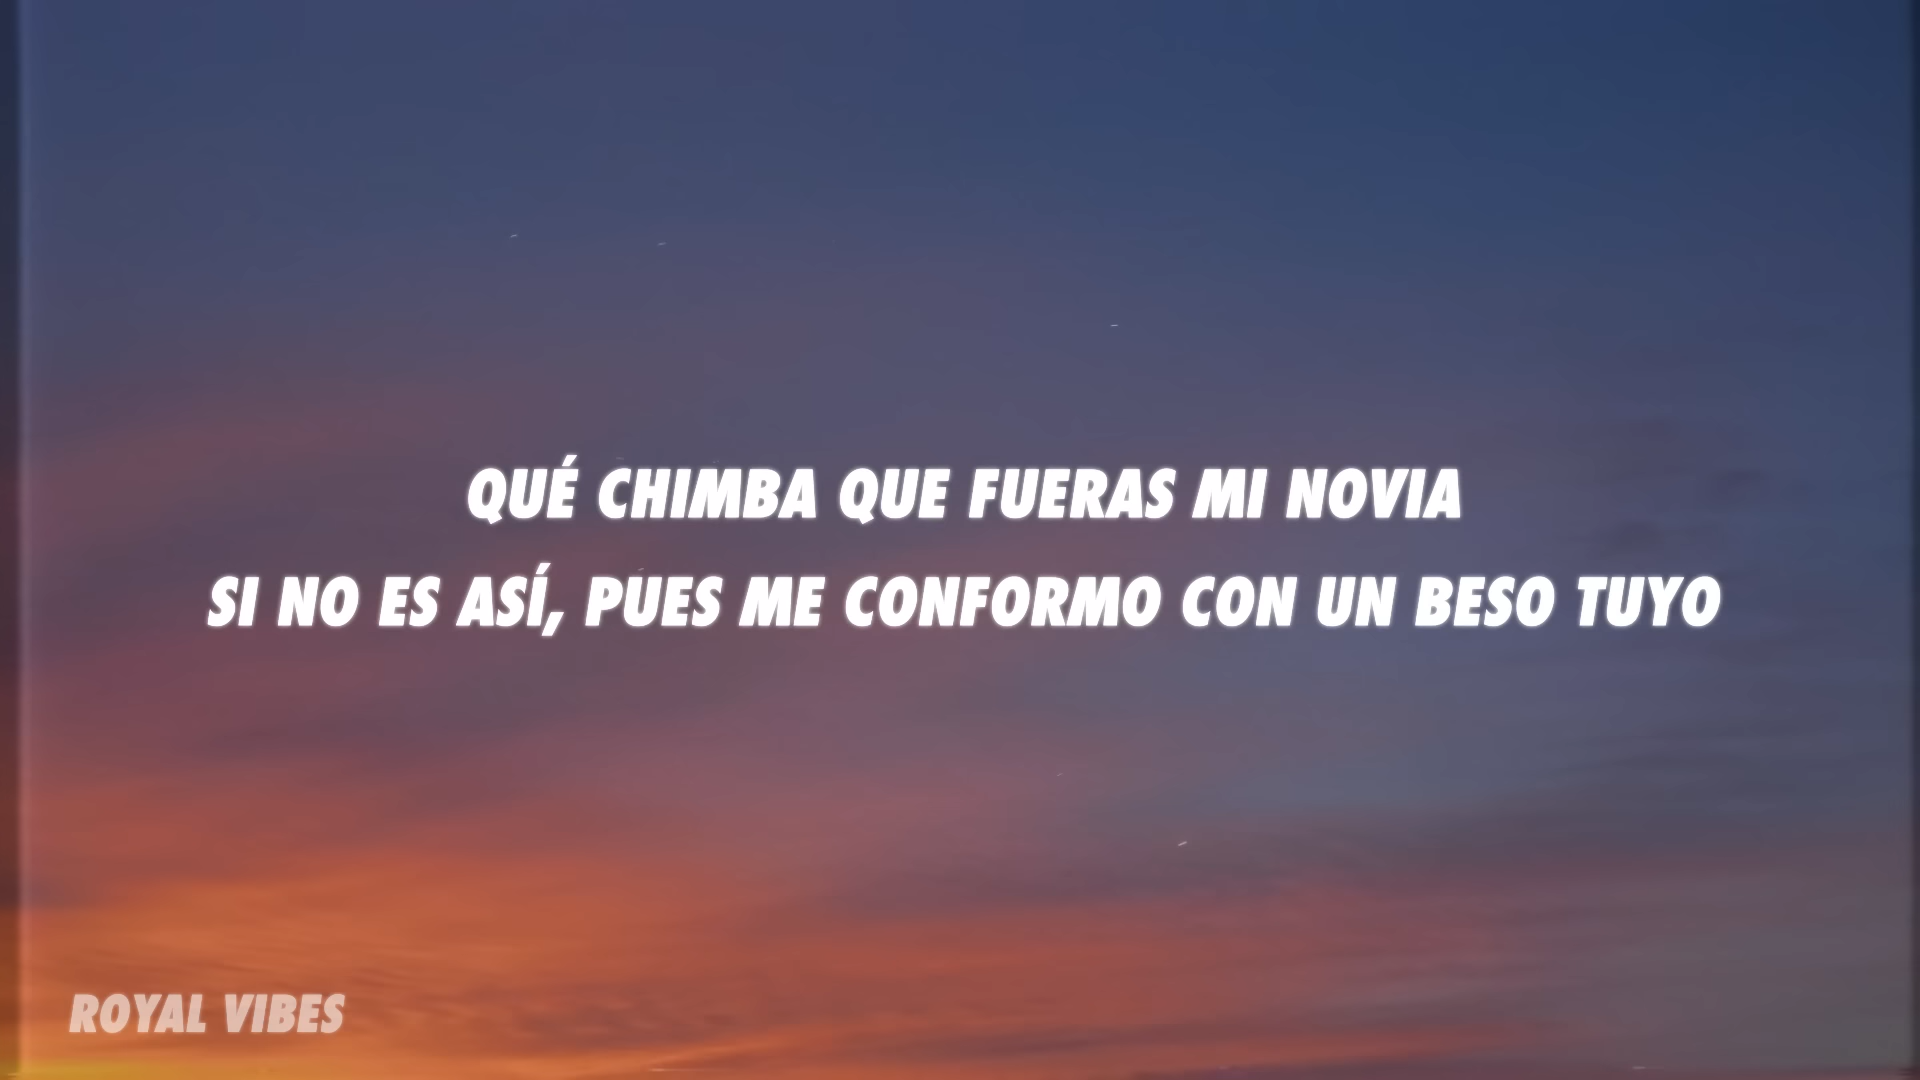 QUÉ CHIMBA QUE FUERAS MI NOVIA
SI NO ES ASÍ, PUES ME CONFORMO CON UN BESO TUYO
ROYAL VIBES